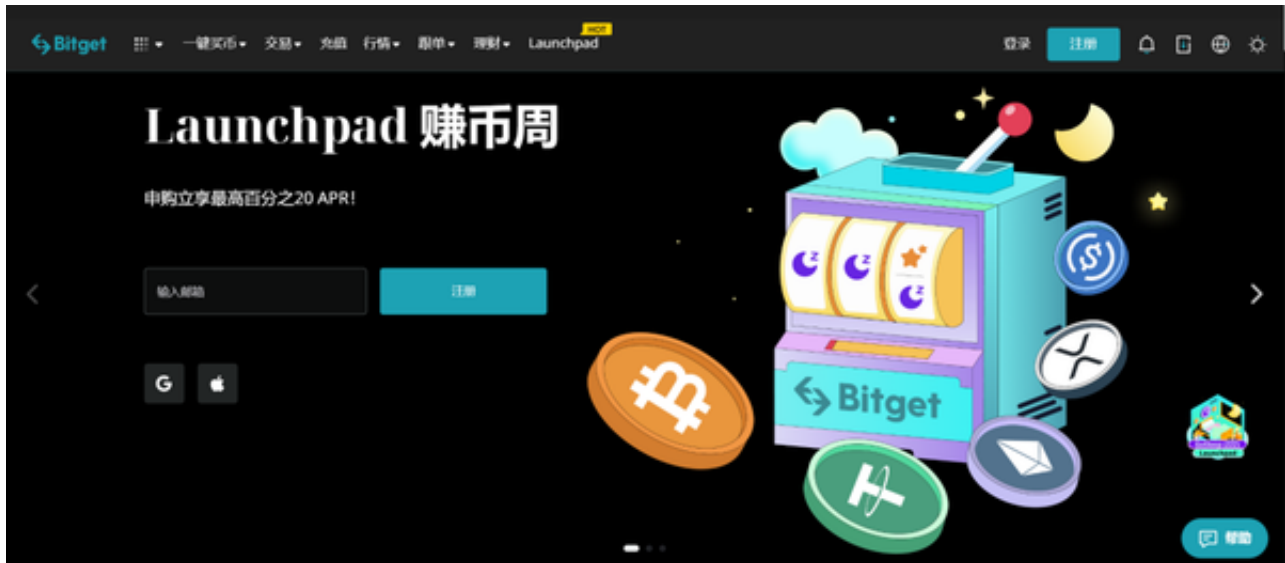 Bitget
一键买币
交易
充值
行情
跟单
理财
Launchpad
HOT
登录
注册
Launchpad 赚币周
申购立享最高百分之20 APR!
输入邮箱
注册
G
Bitget
Launchpad
帮助